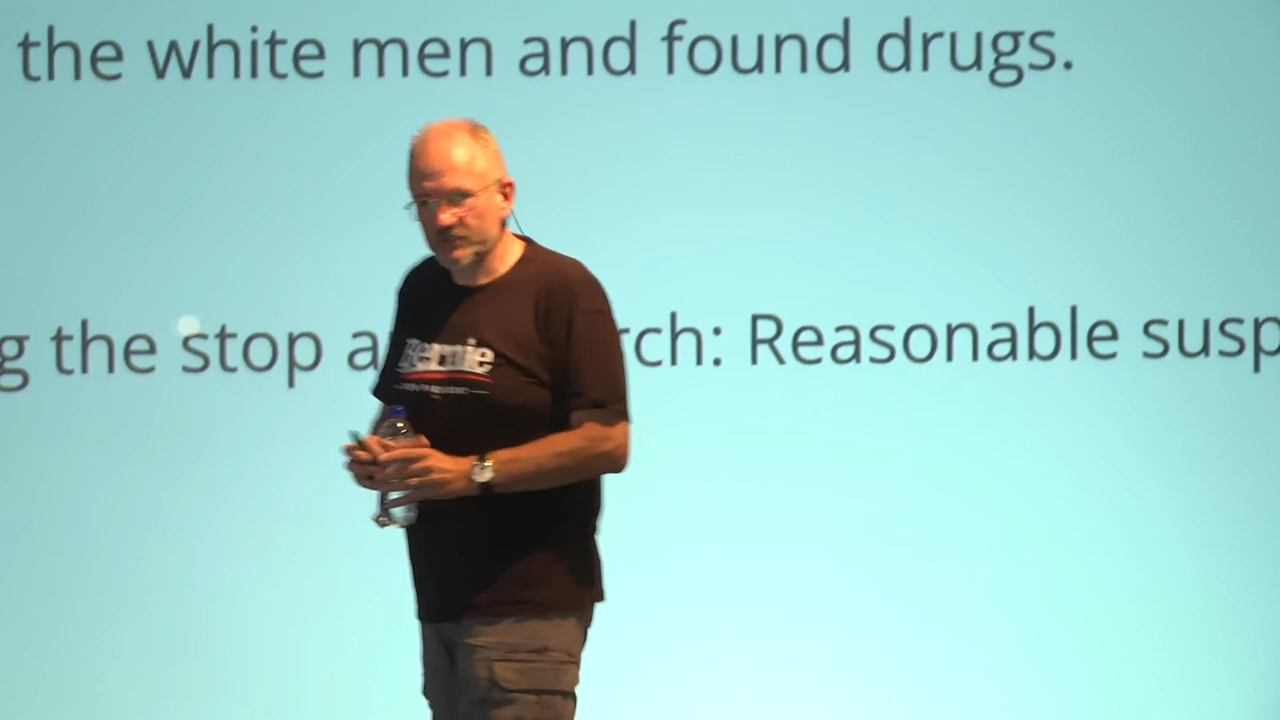 the white men and found drugs.
g the stop a rch: Reasonable susp
Bernie